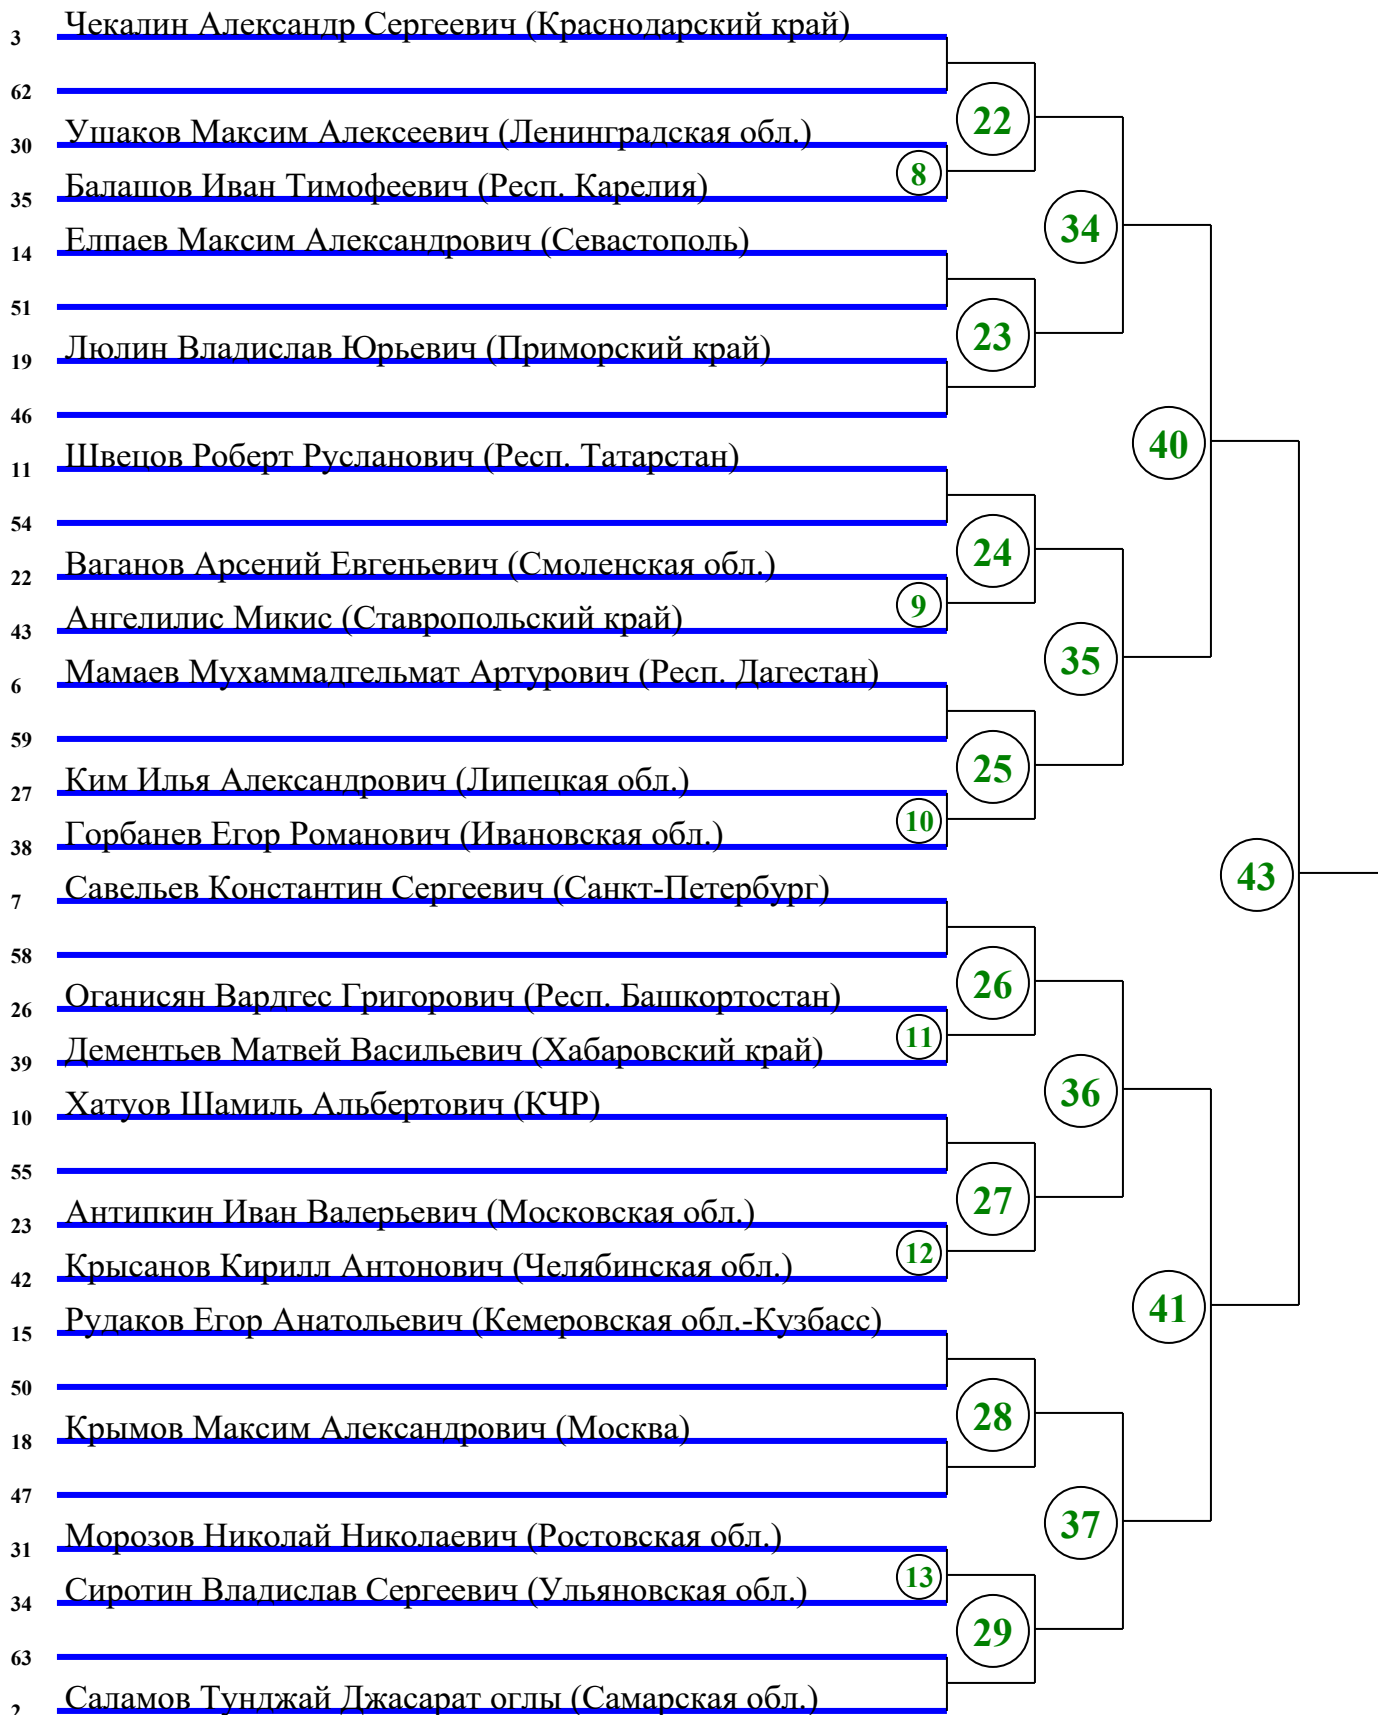 3 Чекалин Александр Сергеевич (Краснодарский край)
62
22
30 Ушаков Максим Алексеевич (Ленинградская обл.)
8
35 Балашов Иван Тимофеевич (Респ. Карелия)
34
14 Елпаев Максим Александрович (Севастополь)
51
23
19 Люлин Владислав Юрьевич (Приморский край)
46
40
11 Швецов Роберт Русланович (Респ. Татарстан)
54
24
22 Ваганов Арсений Евгеньевич (Смоленская обл.)
9
43 Ангелилис Микис (Ставропольский край)
35
6 Мамаев Мухаммадгельмат Артурович (Респ. Дагестан)
59
25
27 Ким Илья Александрович (Липецкая обл.)
10
38 Горбанев Егор Романович (Ивановская обл.)
43
7 Савельев Константин Сергеевич (Санкт-Петербург)
58
26
26 Оганисян Вардгес Григорович (Респ. Башкортостан)
11
39 Дементьев Матвей Васильевич (Хабаровский край)
36
10 Хатуов Шамиль Альбертович (КЧР)
55
27
23 Антипкин Иван Валерьевич (Московская обл.)
12
42 Крысанов Кирилл Антонович (Челябинская обл.)
41
15 Рудаков Егор Анатольевич (Кемеровская обл.-Кузбасс)
50
28
18 Крымов Максим Александрович (Москва)
47
37
31 Морозов Николай Николаевич (Ростовская обл.)
13
34 Сиротин Владислав Сергеевич (Ульяновская обл.)
29
63
2 Саламов Тунджай Джасарат оглы (Самарская обл.)